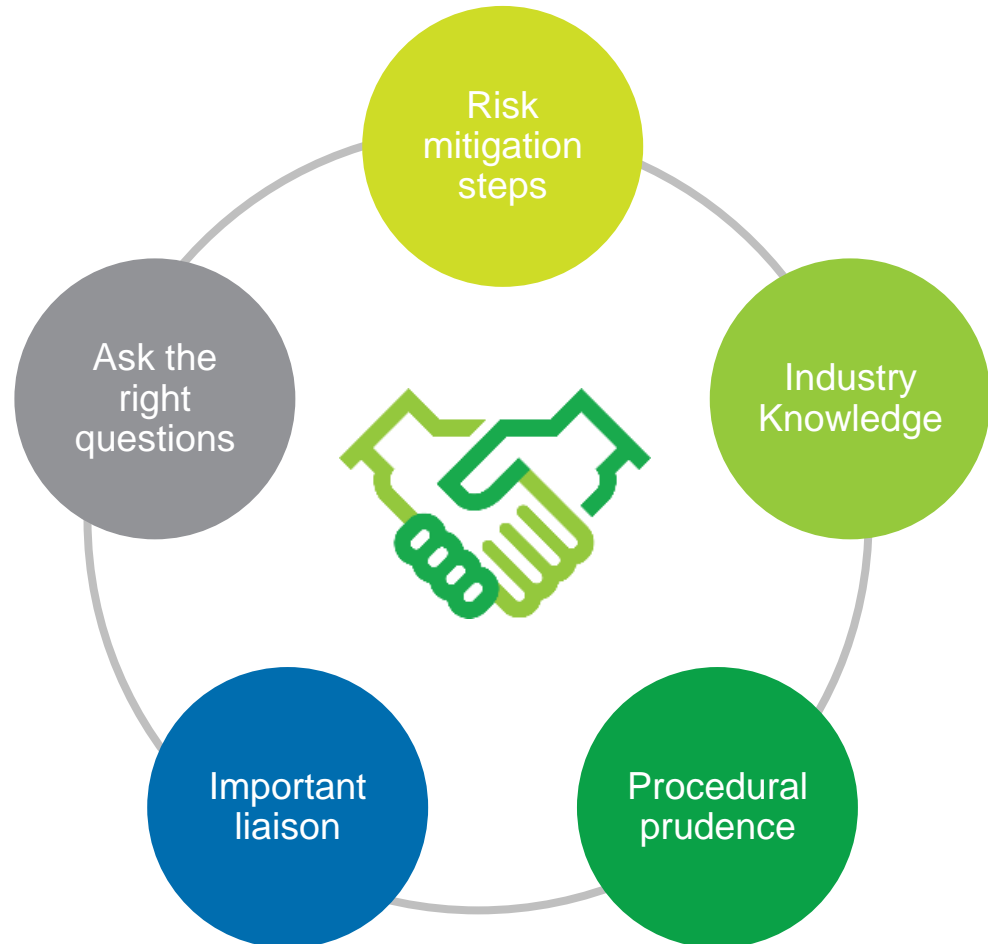 Risk
mitigation
steps
Industry
Knowledge
Procedural
prudence
Important
liaison
Ask the
right
questions